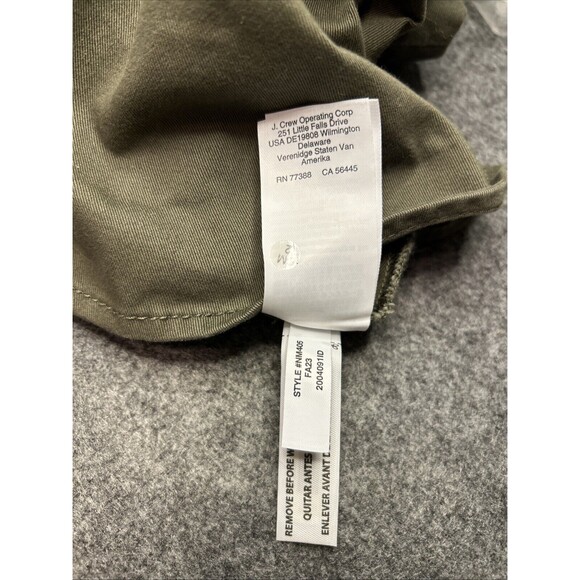 J. Crew Operating Corp
251 Little Falls Drive
USA DE19808 Wilmington
Delaware
Verenidge Staten Van
Amerika
RN 77388 CA 56445
M
STYLE #NM405
FA23
2004091ID
REMOVE BEFORE W
QUITAR ANTES
ENLEVER AVANT D